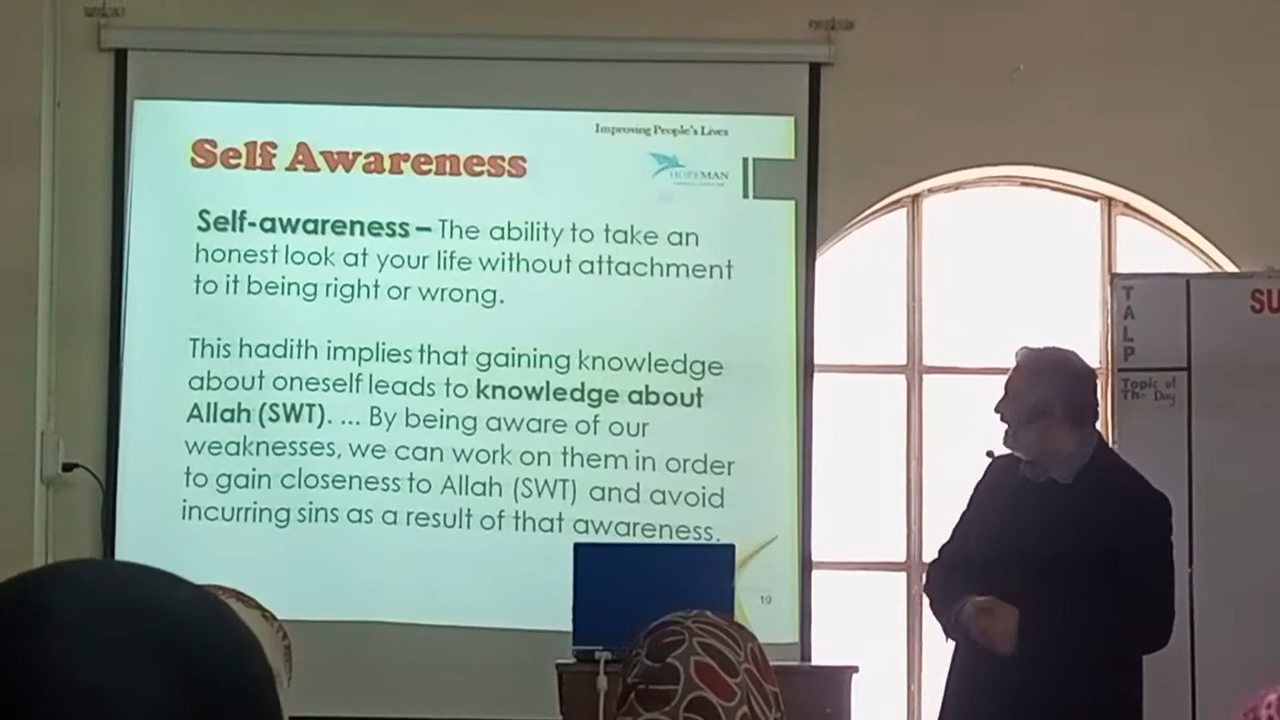 Improving People's Lives
Self Awareness
HOPEMAN
Self-awareness – The ability to take an
honest look at your life without attachment
to it being right or wrong.
This hadith implies that gaining knowledge
about oneself leads to knowledge about
Allah (SWT). ... By being aware of our
weaknesses, we can work on them in order
to gain closeness to Allah (SWT) and avoid
incurring sins as a result of that awareness.
19
TALP
Topic of
The Day
SU